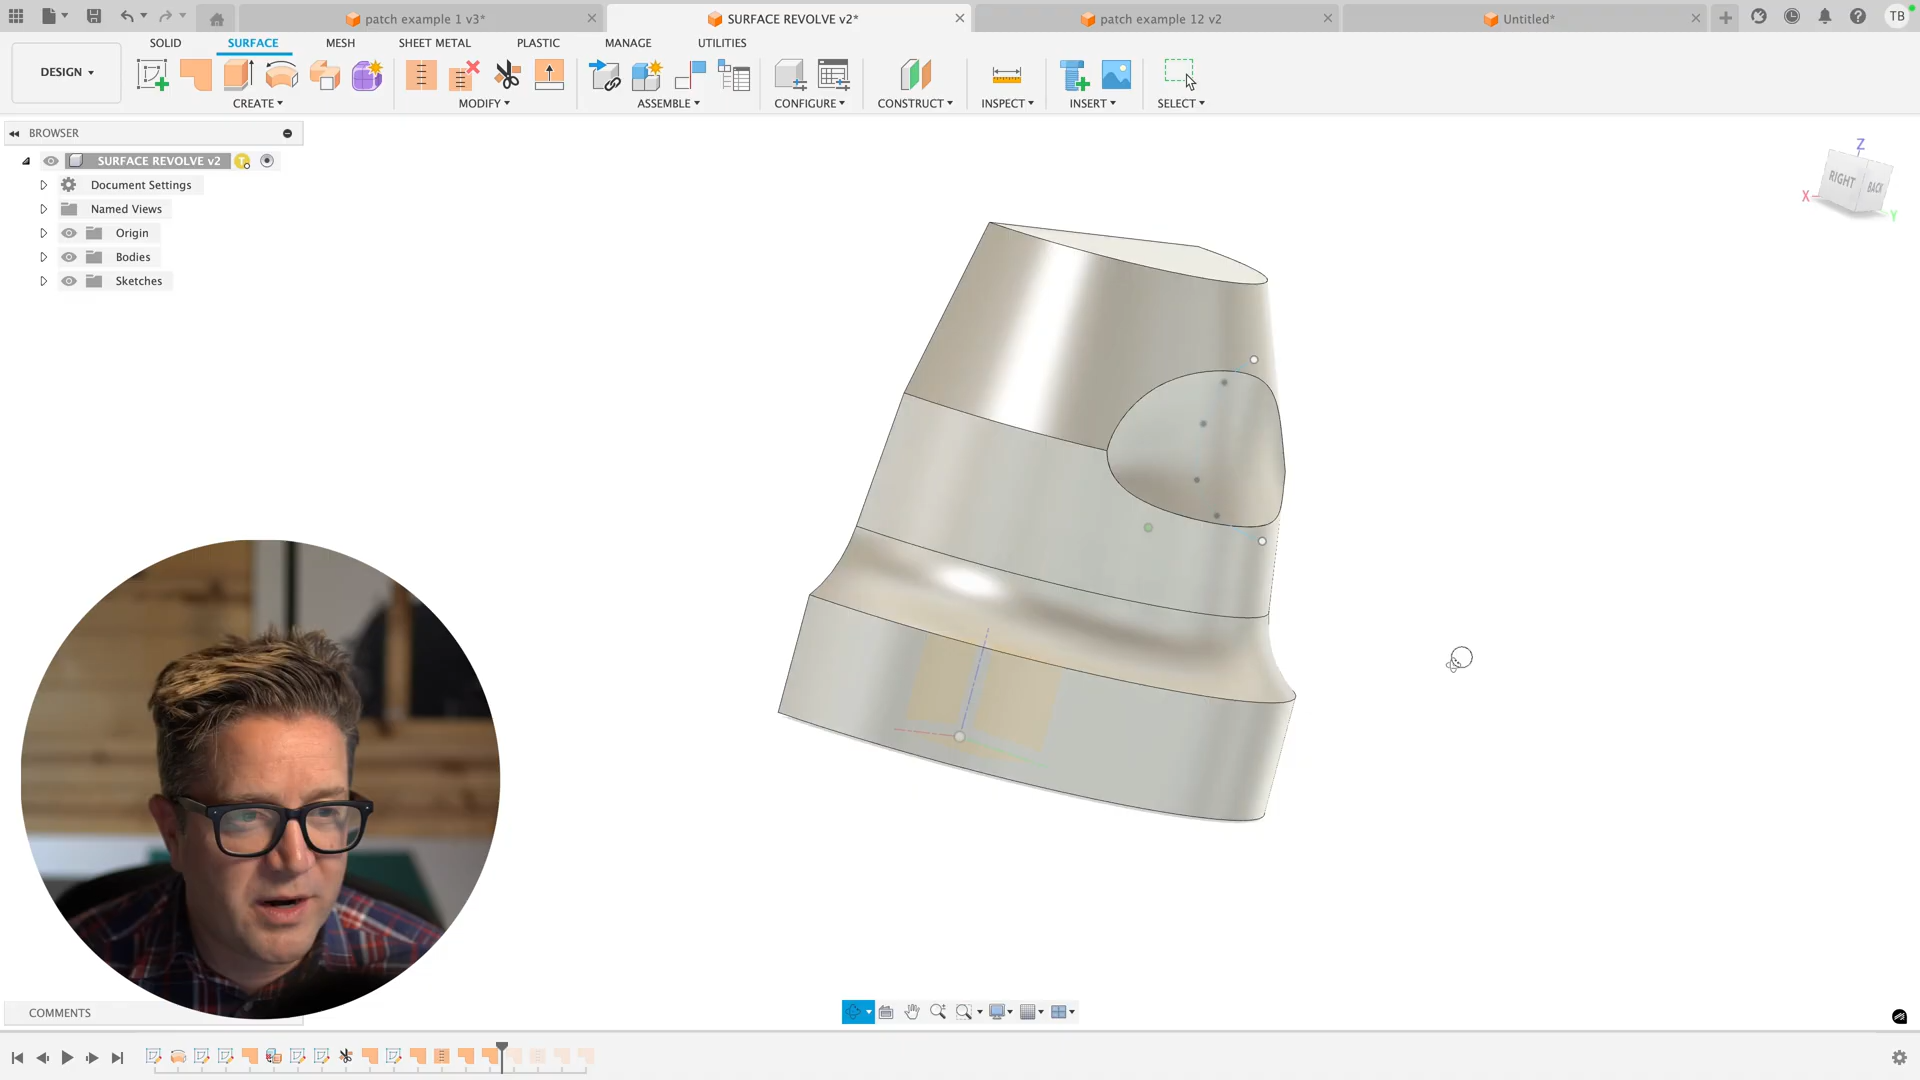 patch example 1 v3*
SURFACE REVOLVE v2*
patch example 12 v2
Untitled*
TB
SOLID
SURFACE
MESH
SHEET METAL
PLASTIC
MANAGE
UTILITIES
DESIGN
CREATE
MODIFY
ASSEMBLE
CONFIGURE
CONSTRUCT
INSPECT
INSERT
SELECT
BROWSER
SURFACE REVOLVE v2
Document Settings
Named Views
Origin
Bodies
Sketches
Z
RIGHT
BACK
X
Y
COMMENTS